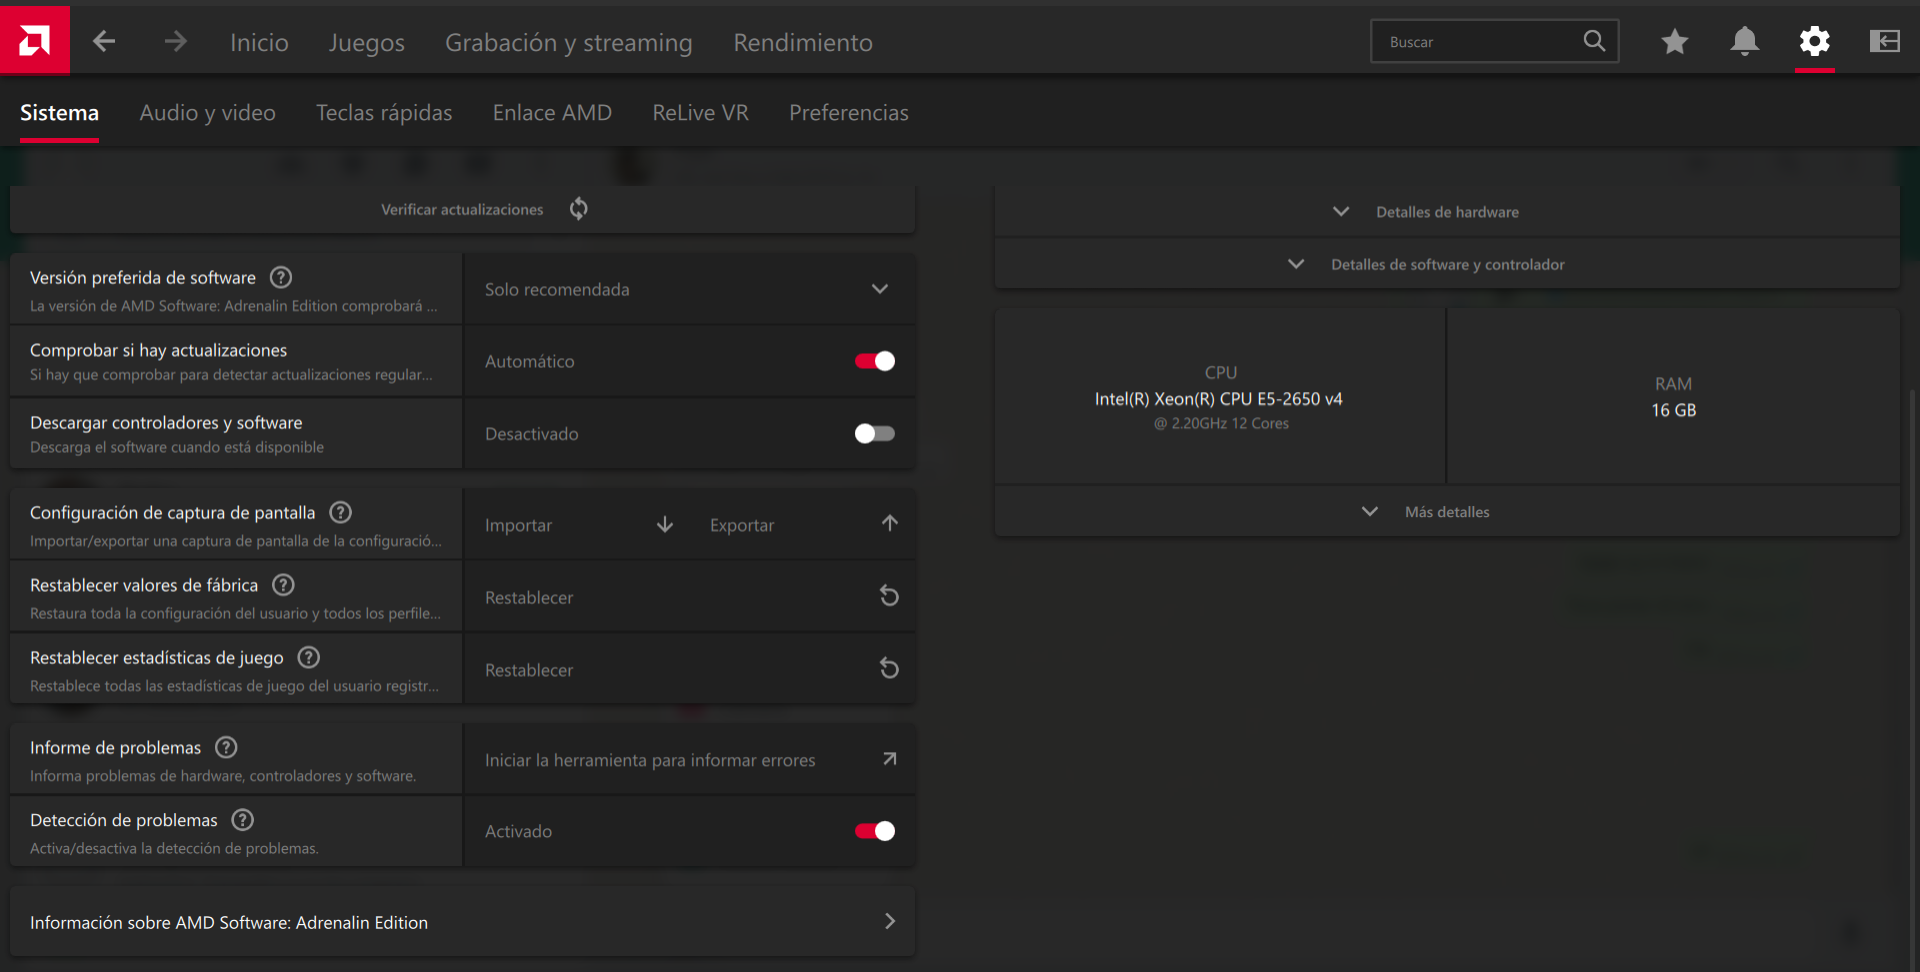 Inicio
Juegos
Grabación y streaming
Rendimiento
Buscar
Sistema
Audio y video
Teclas rápidas
Enlace AMD
ReLive VR
Preferencias
Verificar actualizaciones
Versión preferida de software
La versión de AMD Software: Adrenalin Edition comprobará ...
Solo recomendada
Comprobar si hay actualizaciones
Si hay que comprobar para detectar actualizaciones regular...
Automático
Descargar controladores y software
Descarga el software cuando está disponible
Desactivado
Configuración de captura de pantalla
Importar/exportar una captura de pantalla de la configuració...
Importar
Exportar
Restablecer valores de fábrica
Restaura toda la configuración del usuario y todos los perfile...
Restablecer
Restablecer estadísticas de juego
Restablece todas las estadísticas de juego del usuario registr...
Restablecer
Informe de problemas
Informa problemas de hardware, controladores y software.
Iniciar la herramienta para informar errores
Detección de problemas
Activa/desactiva la detección de problemas.
Activado
Información sobre AMD Software: Adrenalin Edition
Detalles de hardware
Detalles de software y controlador
CPU
Intel(R) Xeon(R) CPU E5-2650 v4
@ 2.20GHz 12 Cores
RAM
16 GB
Más detalles